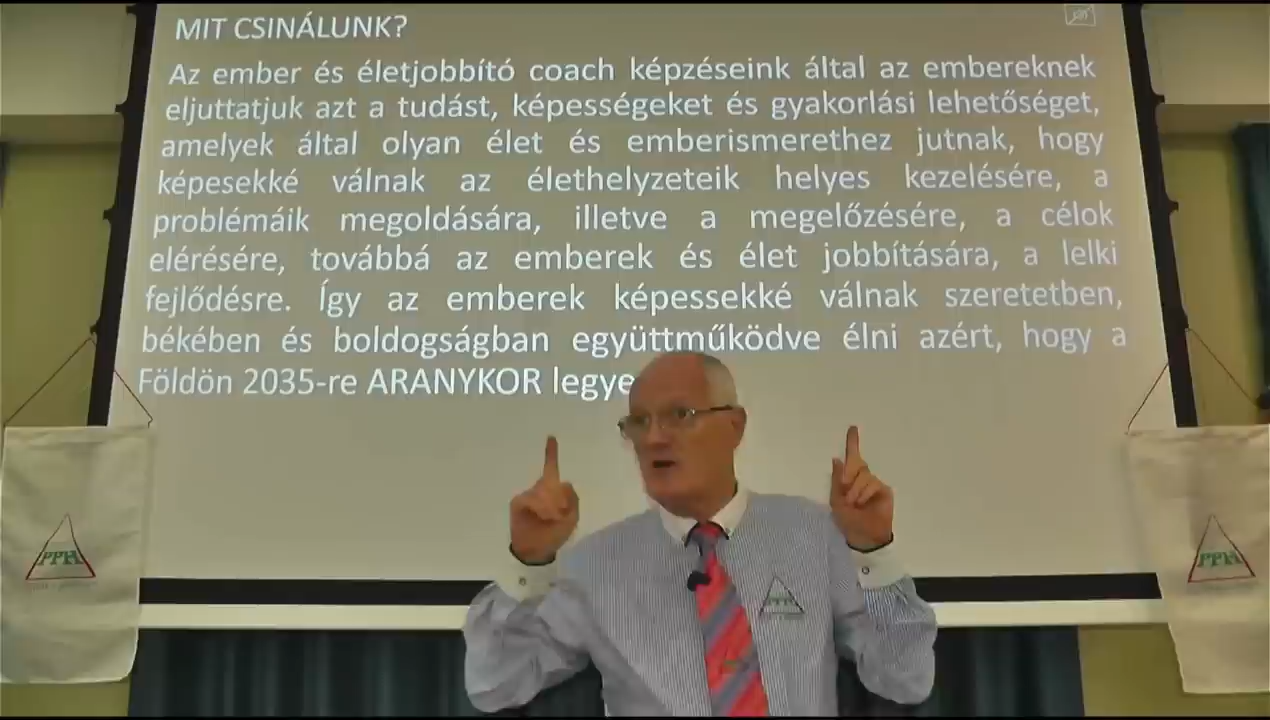 MIT CSINÁLUNK?
Az ember és életjobbító coach képzéseink által az embereknek
eljuttatjuk azt a tudást, képességeket és gyakorlási lehetőséget,
amelyek által olyan élet és emberismerethez jutnak, hogy
képesekké válnak az élethelyzeteik helyes kezelésére, a
problémáik megoldására, illetve a megelőzésére, a célok
elérésére, továbbá az emberek és élet jobbítására, a lelki
fejlődésre. Így az emberek képessekké válnak szeretetben,
békében és boldogságban együttműködve élni azért, hogy a
Földön 2035-re ARANYKOR legye
PPH
PPH
PPH